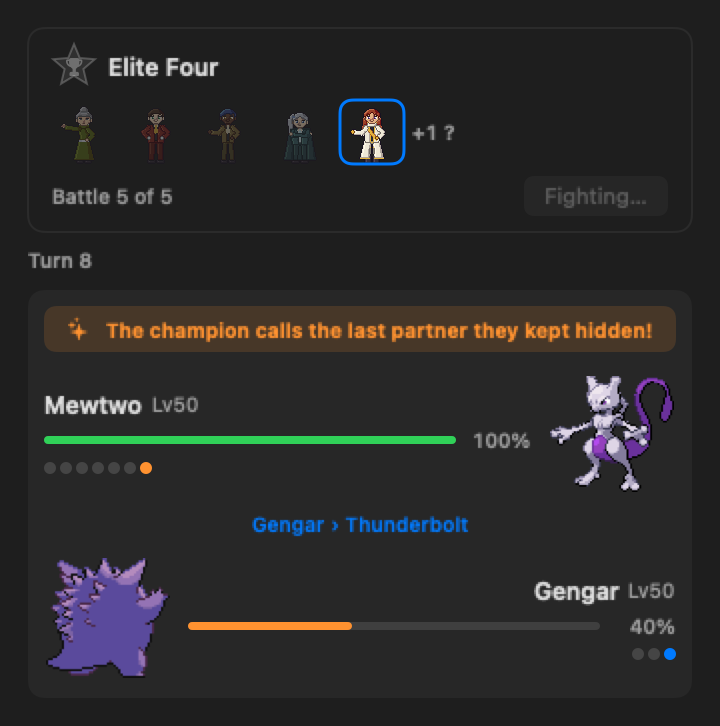 Elite Four
+1 ?
Battle 5 of 5
Fighting...
Turn 8
The champion calls the last partner they kept hidden!
Mewtwo Lv50
100%
Gengar › Thunderbolt
Gengar Lv50
40%